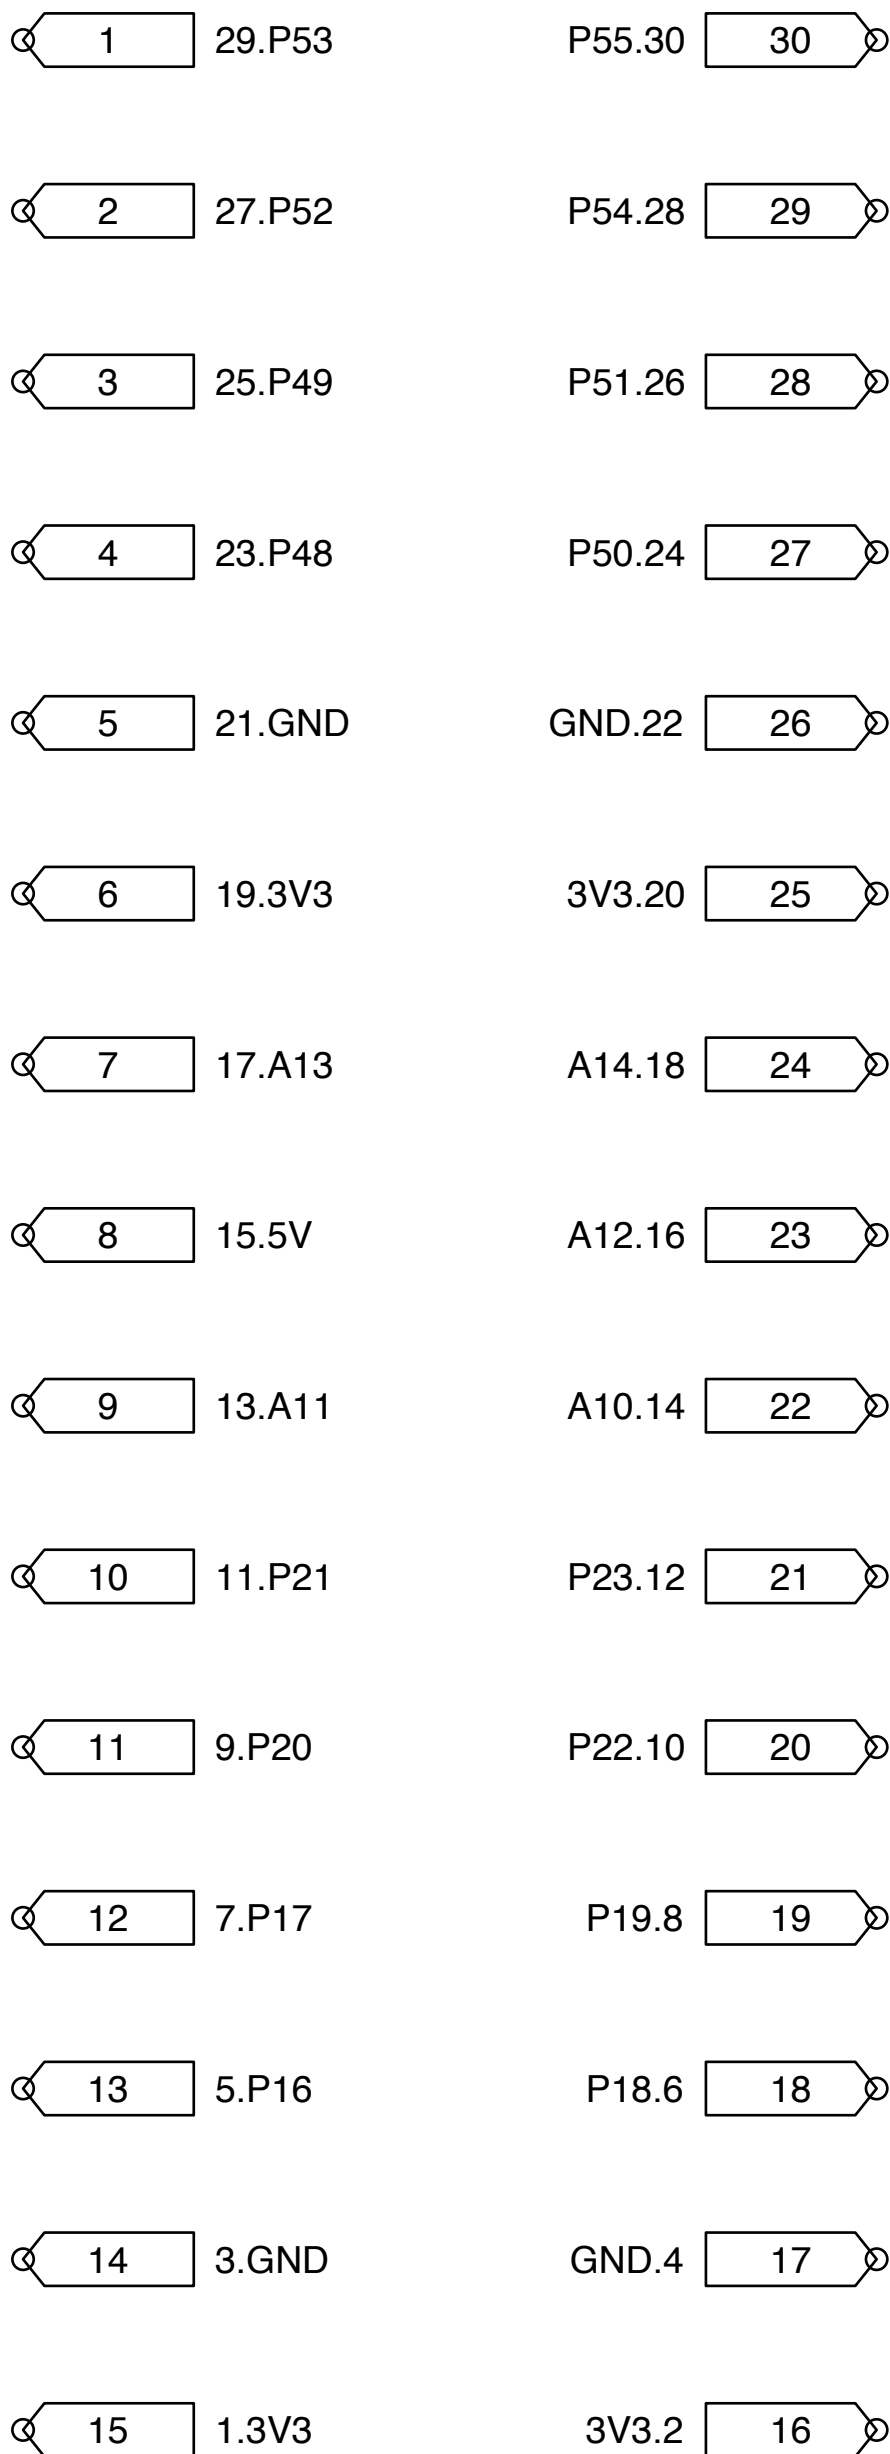 1 29.P53 P55.30 30
2 27.P52 P54.28 29
3 25.P49 P51.26 28
4 23.P48 P50.24 27
5 21.GND GND.22 26
6 19.3V3 3V3.20 25
7 17.A13 A14.18 24
8 15.5V A12.16 23
9 13.A11 A10.14 22
10 11.P21 P23.12 21
11 9.P20 P22.10 20
12 7.P17 P19.8 19
13 5.P16 P18.6 18
14 3.GND GND.4 17
15 1.3V3 3V3.2 16